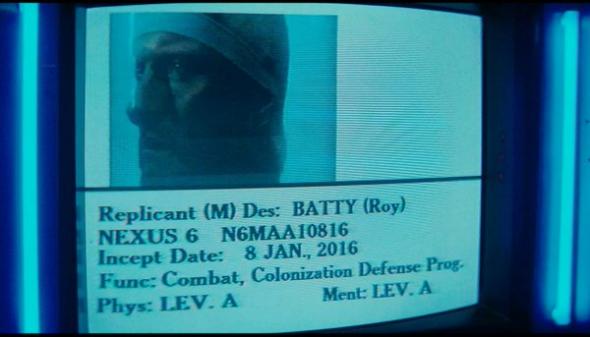 Replicant (M) Des: BATTY (Roy)
NEXUS 6 N6MAA10816
Incept Date: 8 JAN., 2016
Func: Combat, Colonization Defense Prog.
Phys: LEV. A Ment: LEV. A